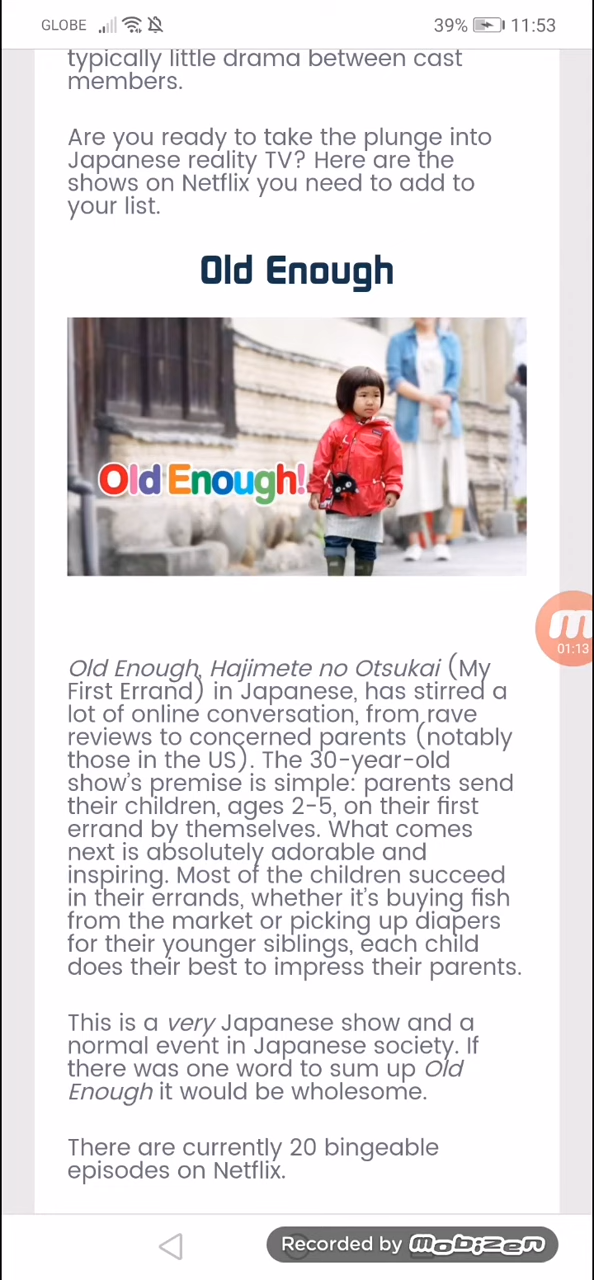 GLOBE 39% 11:53
typically little drama between cast
members.
Are you ready to take the plunge into
Japanese reality TV? Here are the
shows on Netflix you need to add to
your list.
Old Enough
Old Enough!
01:13
Old Enough, Hajimete no Otsukai (My
First Errand) in Japanese, has stirred a
lot of online conversation, from rave
reviews to concerned parents (notably
those in the US). The 30-year-old
show's premise is simple: parents send
their children, ages 2-5, on their first
errand by themselves. What comes
next is absolutely adorable and
inspiring. Most of the children succeed
in their errands, whether it's buying fish
from the market or picking up diapers
for their younger siblings, each child
does their best to impress their parents.
This is a very Japanese show and a
normal event in Japanese society. If
there was one word to sum up Old
Enough it would be wholesome.
There are currently 20 bingeable
episodes on Netflix.
Recorded by mobizen